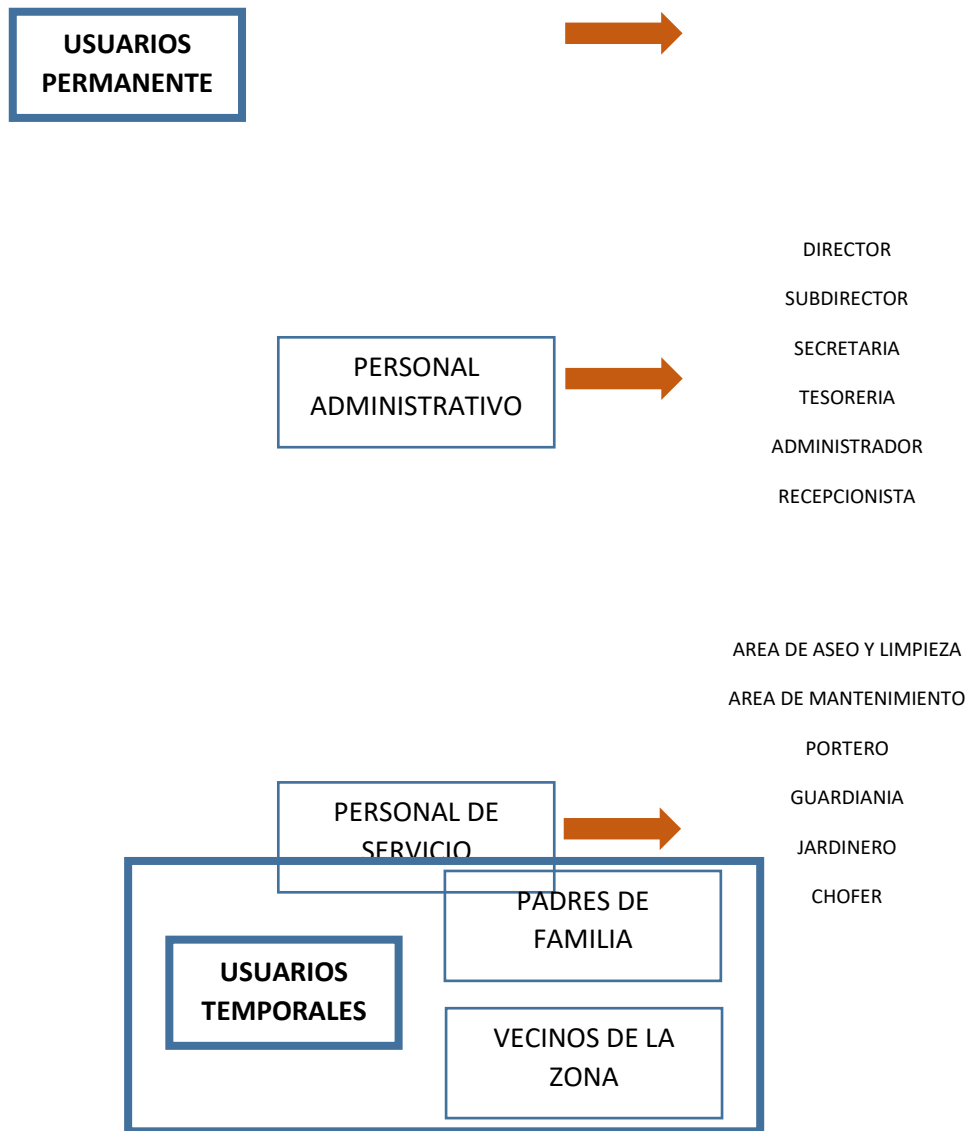 USUARIOS
PERMANENTE
DIRECTOR
SUBDIRECTOR
SECRETARIA
PERSONAL
ADMINISTRATIVO
TESORERIA
ADMINISTRADOR
RECEPCIONISTA
AREA DE ASEO Y LIMPIEZA
AREA DE MANTENIMIENTO
PORTERO
GUARDIANIA
JARDINERO
CHOFER
PERSONAL DE
SERVICIO
PADRES DE
FAMILIA
USUARIOS
TEMPORALES
VECINOS DE LA
ZONA